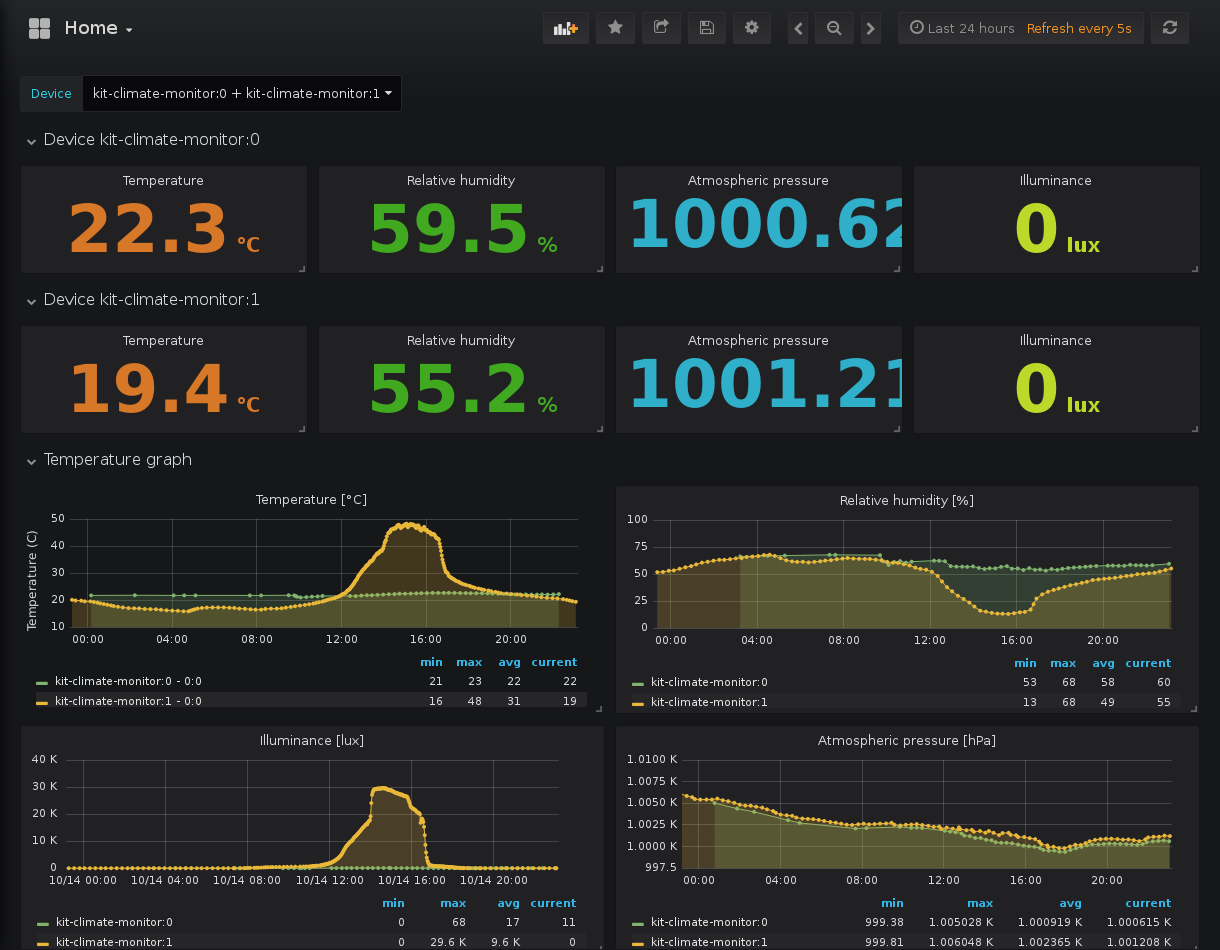 Home
Last 24 hours Refresh every 5s
Device kit-climate-monitor:0 + kit-climate-monitor:1
Device kit-climate-monitor:0
Temperature Relative humidity Atmospheric pressure Illuminance
22.3 °C 59.5 % 1000.62 0 lux
Device kit-climate-monitor:1
Temperature Relative humidity Atmospheric pressure Illuminance
19.4 °C 55.2 % 1001.21 0 lux
Temperature graph
Temperature [°C]
Temperature (C)
50
40
30
20
10
00:00 04:00 08:00 12:00 16:00 20:00
min max avg current
kit-climate-monitor:0 - 0:0 21 23 22 22
kit-climate-monitor:1 - 0:0 16 48 31 19
Relative humidity [%]
100
75
50
25
0
00:00 04:00 08:00 12:00 16:00 20:00
min max avg current
kit-climate-monitor:0 53 68 58 60
kit-climate-monitor:1 13 68 49 55
Illuminance [lux]
40 K
30 K
20 K
10 K
0
10/14 00:00 10/14 04:00 10/14 08:00 10/14 12:00 10/14 16:00 10/14 20:00
min max avg current
kit-climate-monitor:0 0 68 17 11
kit-climate-monitor:1 0 29.6 K 9.6 K 0
Atmospheric pressure [hPa]
1.0100 K
1.0075 K
1.0050 K
1.0025 K
1.0000 K
997.5
00:00 04:00 08:00 12:00 16:00 20:00
min max avg current
kit-climate-monitor:0 999.38 1.005028 K 1.000919 K 1.000615 K
kit-climate-monitor:1 999.81 1.006048 K 1.002365 K 1.001208 K